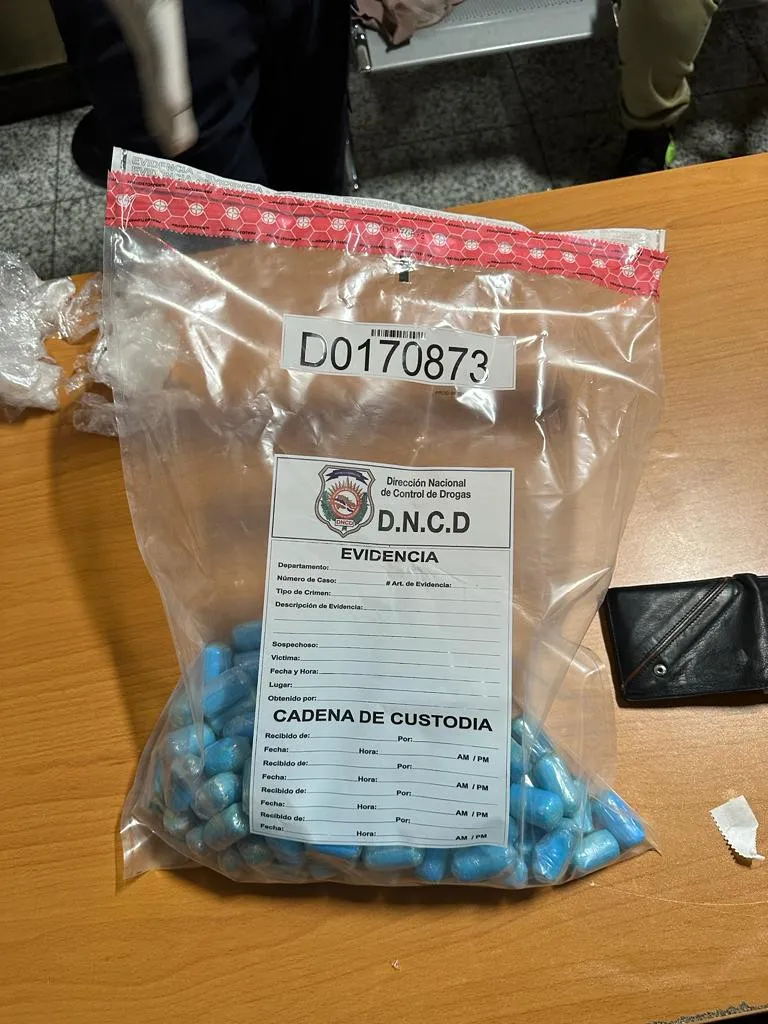 EVIDENCIA
D0170873
Dirección Nacional
de Control de Drogas
D.N.C.D
DNCD
EVIDENCIA
Departamento:
Número de Caso: # Art. de Evidencia:
Tipo de Crimen:
Descripción de Evidencia:
Sospechoso:
Victima:
Fecha y Hora:
Lugar:
Obtenido por:
CADENA DE CUSTODIA
Recibido de: Por:
Fecha: Hora: AM / PM
Recibido de: Por:
Fecha: Hora: AM / PM
Recibido de: Por:
Fecha: Hora: AM / PM
Recibido de: Por:
Fecha: Hora: AM / PM